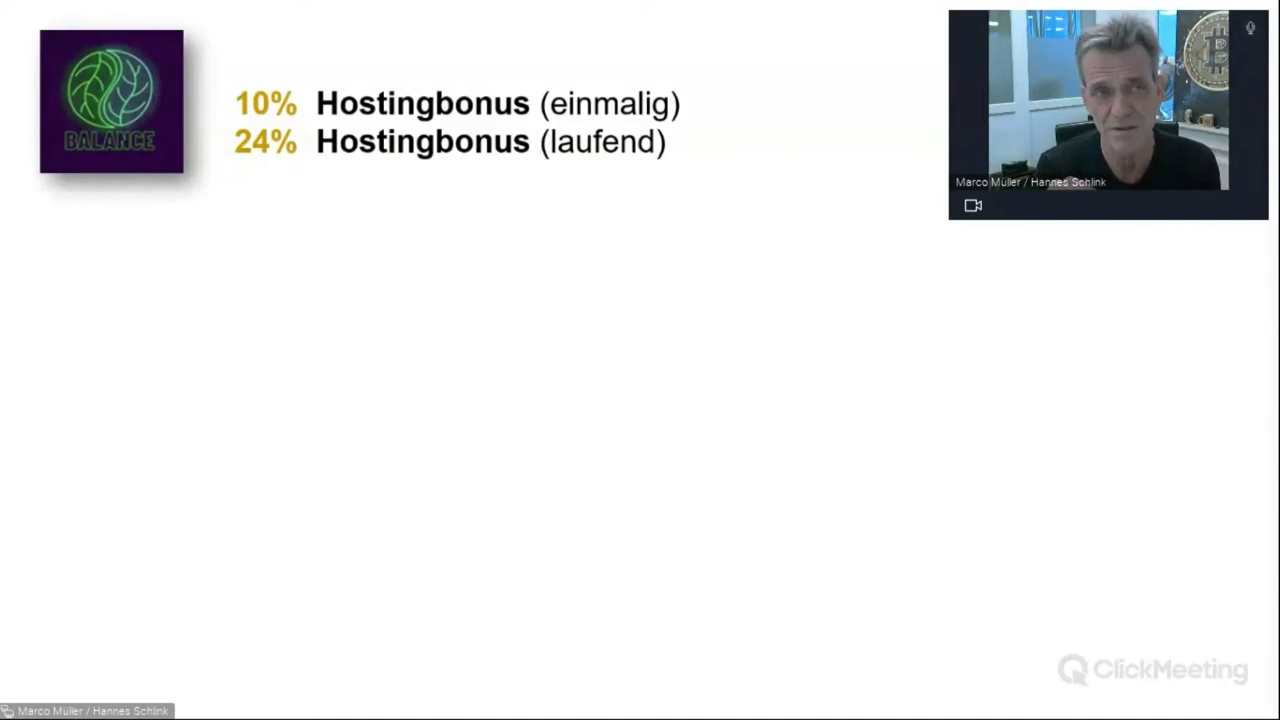 BALANCE
10% Hostingbonus (einmalig)
24% Hostingbonus (laufend)
Marco Müller / Hannes Schlink
ClickMeeting
Marco Müller / Hannes Schlink